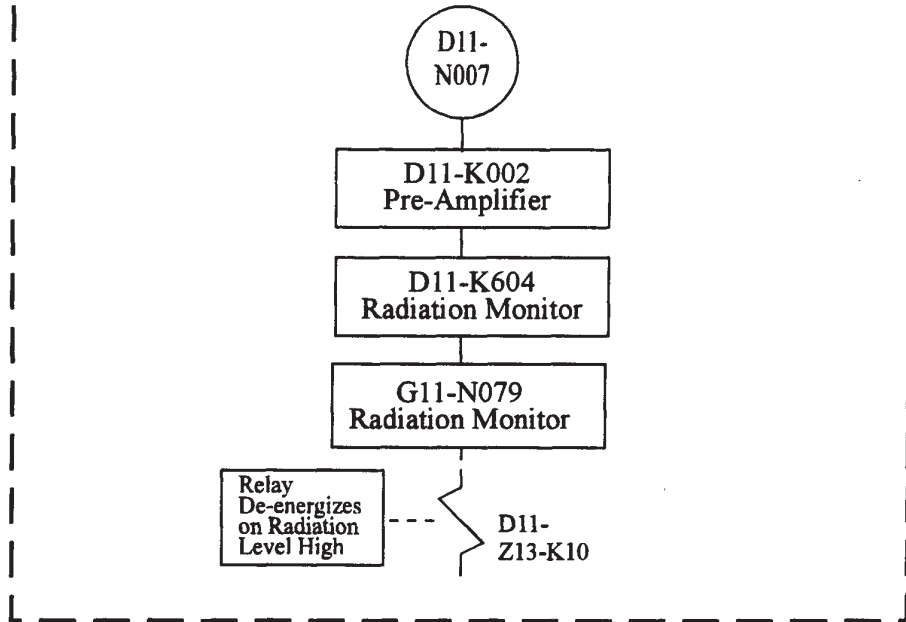 D11-
N007
D11-K002
Pre-Amplifier
D11-K604
Radiation Monitor
G11-N079
Radiation Monitor
Relay
De-energizes
on Radiation
Level High
D11-
Z13-K10